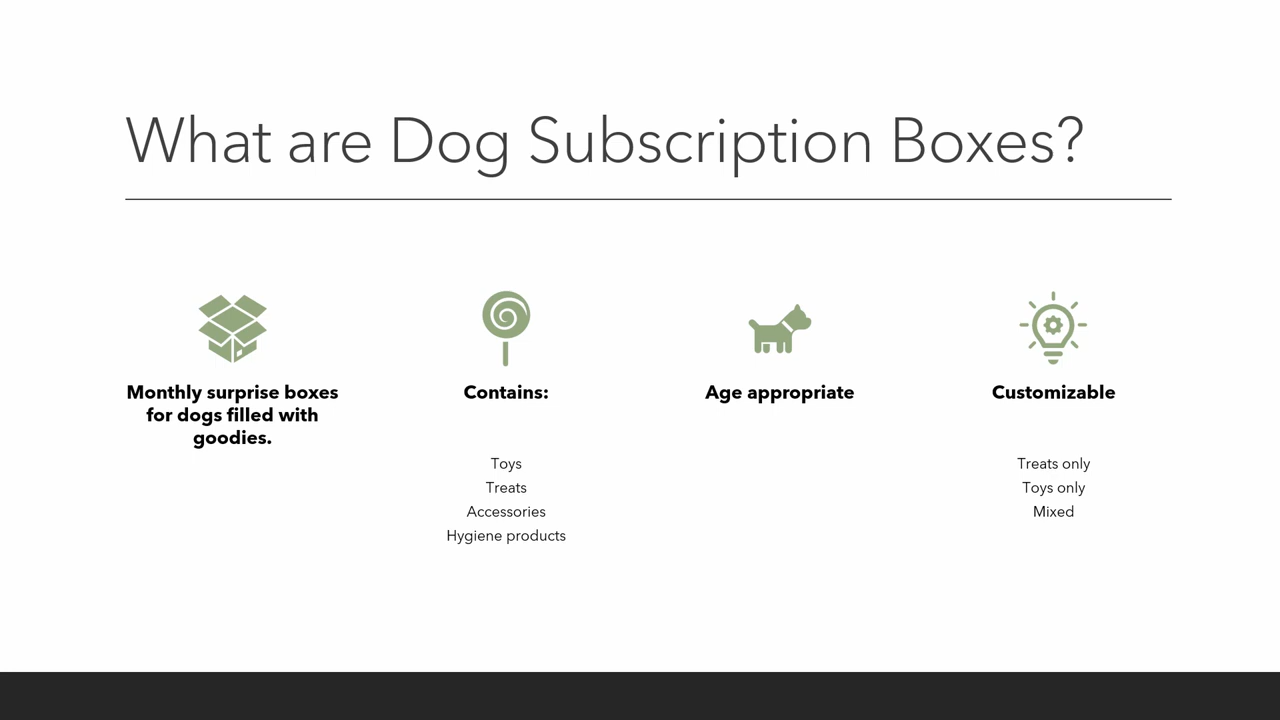 What are Dog Subscription Boxes?
Monthly surprise boxes
for dogs filled with
goodies.
Contains:
Toys
Treats
Accessories
Hygiene products
Age appropriate
Customizable
Treats only
Toys only
Mixed